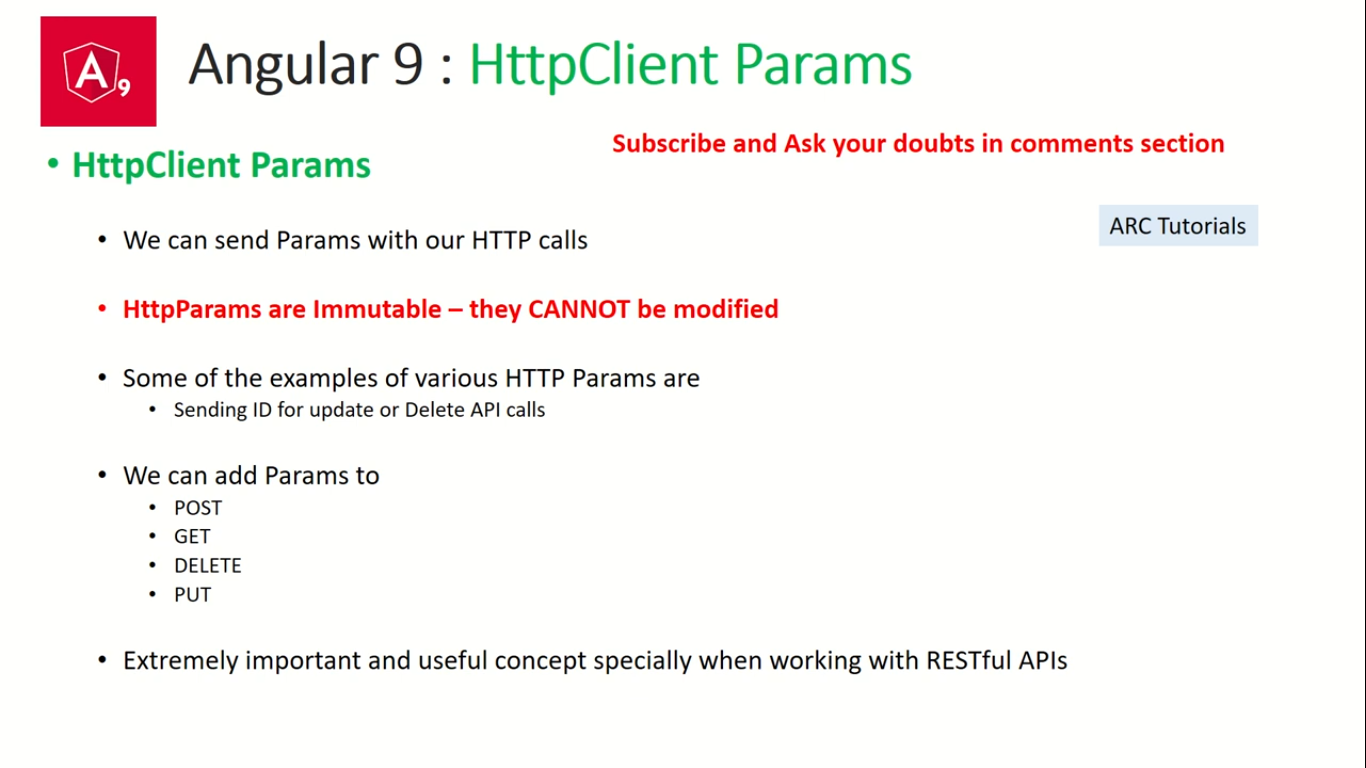 A9
Angular 9 : HttpClient Params
Subscribe and Ask your doubts in comments section
• HttpClient Params
ARC Tutorials
• We can send Params with our HTTP calls
• HttpParams are Immutable – they CANNOT be modified
• Some of the examples of various HTTP Params are
• Sending ID for update or Delete API calls
• We can add Params to
• POST
• GET
• DELETE
• PUT
• Extremely important and useful concept specially when working with RESTful APIs